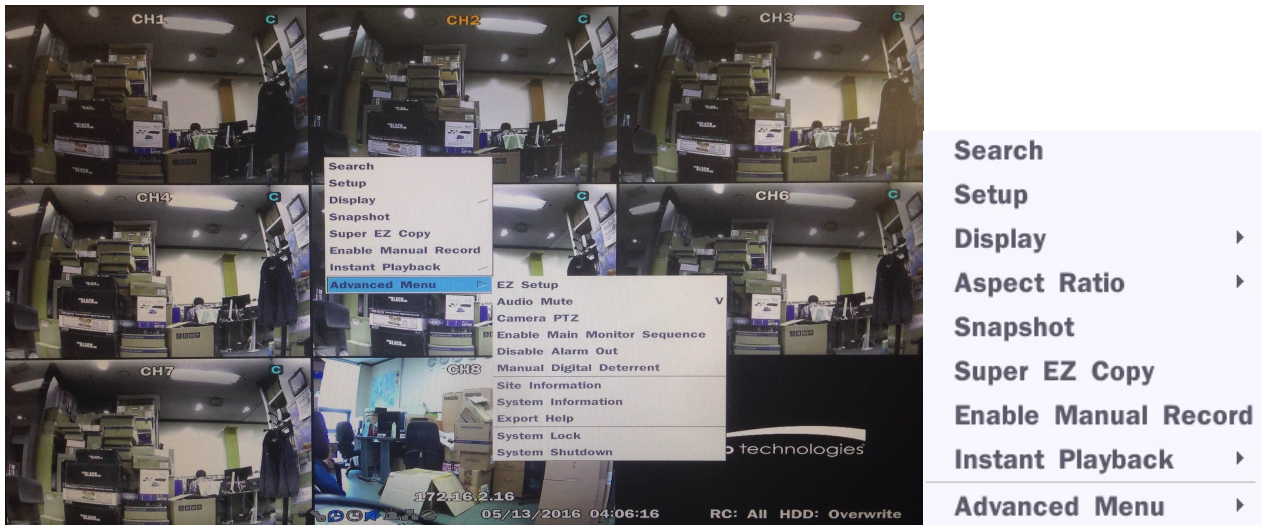 CH1 C
CH2 C
CH3 C
CH4 C
C
CH6 C
CH7 C
CH8
Search
Setup
Display
Snapshot
Super EZ Copy
Enable Manual Record
Instant Playback
Advanced Menu
EZ Setup
Audio Mute V
Camera PTZ
Enable Main Monitor Sequence
Disable Alarm Out
Manual Digital Deterrent
Site Information
System Information
Export Help
System Lock
System Shutdown
technologies
172.16.2.16
05/13/2016 04:06:16 RC: All HDD: Overwrite
Search
Setup
Display
Aspect Ratio
Snapshot
Super EZ Copy
Enable Manual Record
Instant Playback
Advanced Menu